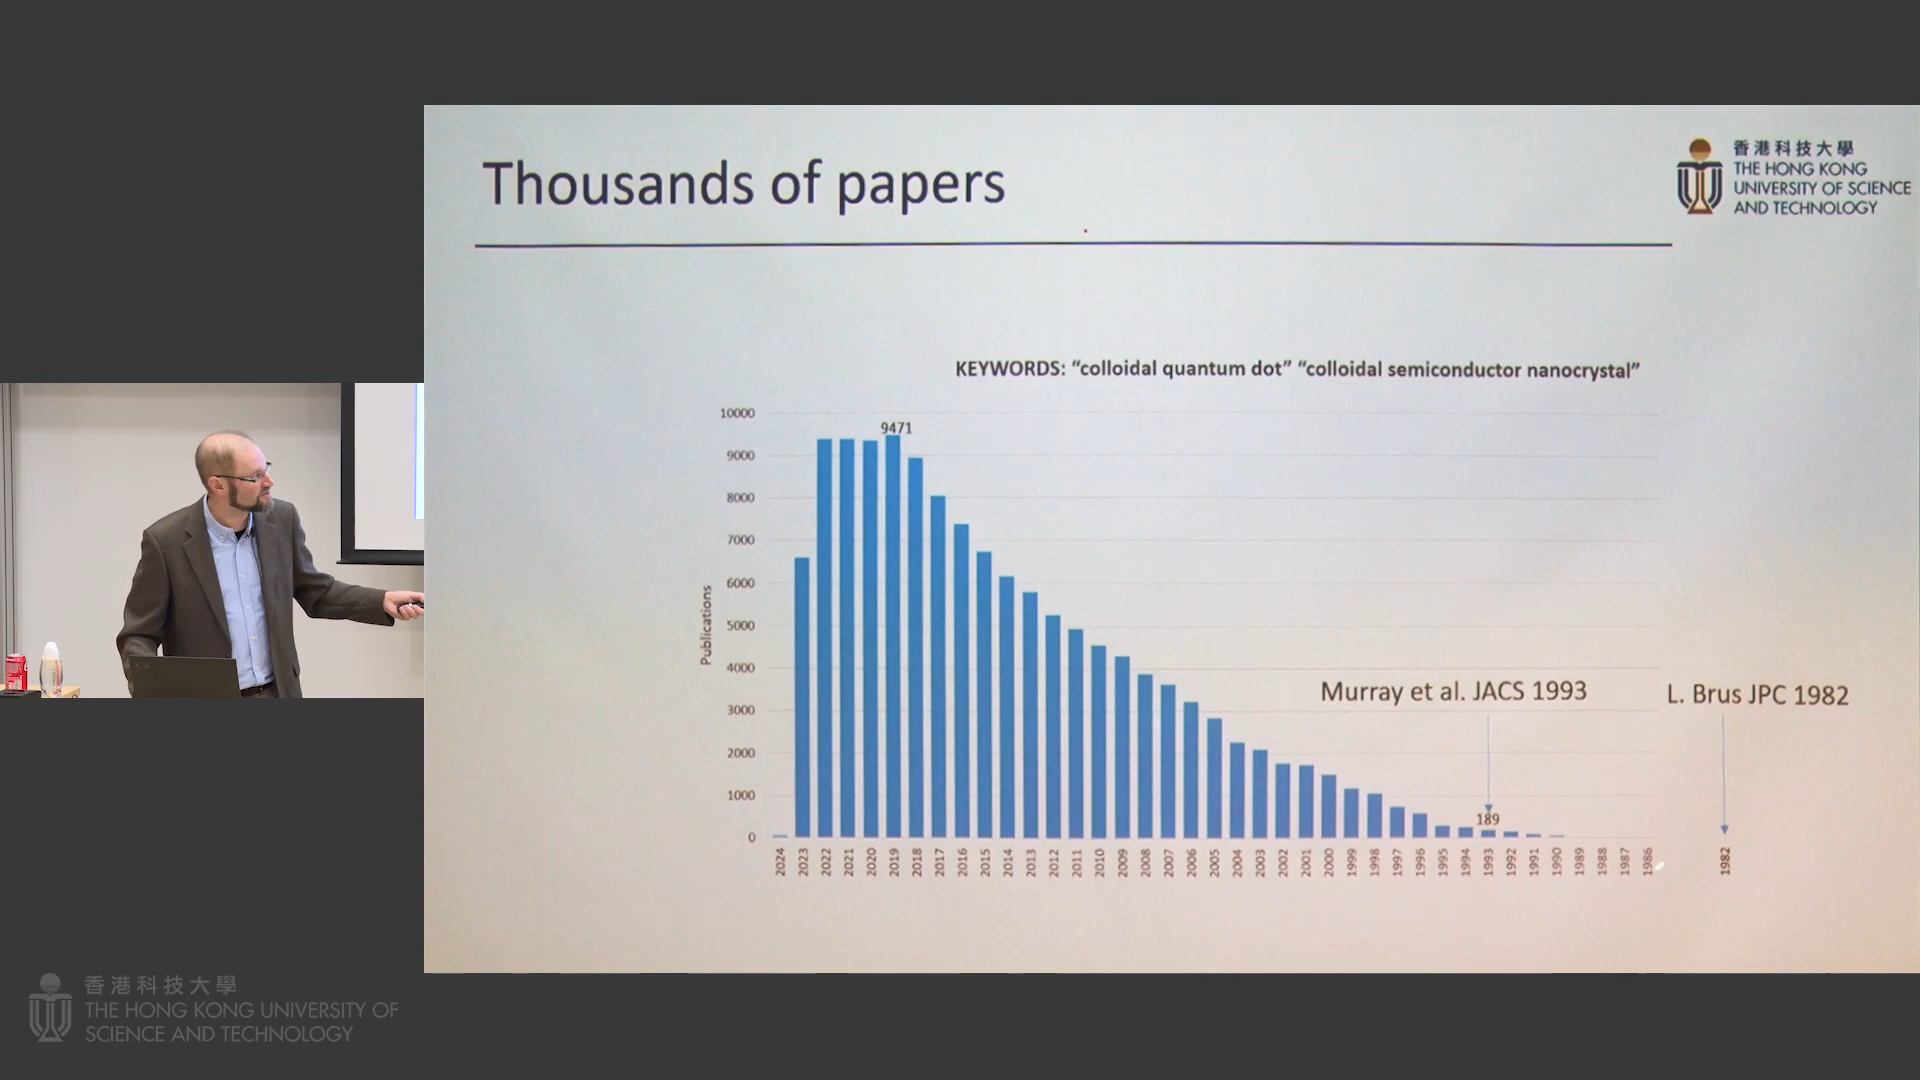 Thousands of papers
香港科技大學
THE HONG KONG
UNIVERSITY OF SCIENCE
AND TECHNOLOGY
KEYWORDS: “colloidal quantum dot” “colloidal semiconductor nanocrystal”
10000
9000
8000
7000
6000
5000
4000
3000
2000
1000
0
Publications
9471
Murray et al. JACS 1993
L. Brus JPC 1982
189
2024 2023 2022 2021 2020 2019 2018 2017 2016 2015 2014 2013 2012 2011 2010 2009 2008 2007 2006 2005 2004 2003 2002 2001 2000 1999 1998 1997 1996 1995 1994 1993 1992 1991 1990 1989 1988 1987 1986 1982
香港科技大學
THE HONG KONG UNIVERSITY OF
SCIENCE AND TECHNOLOGY